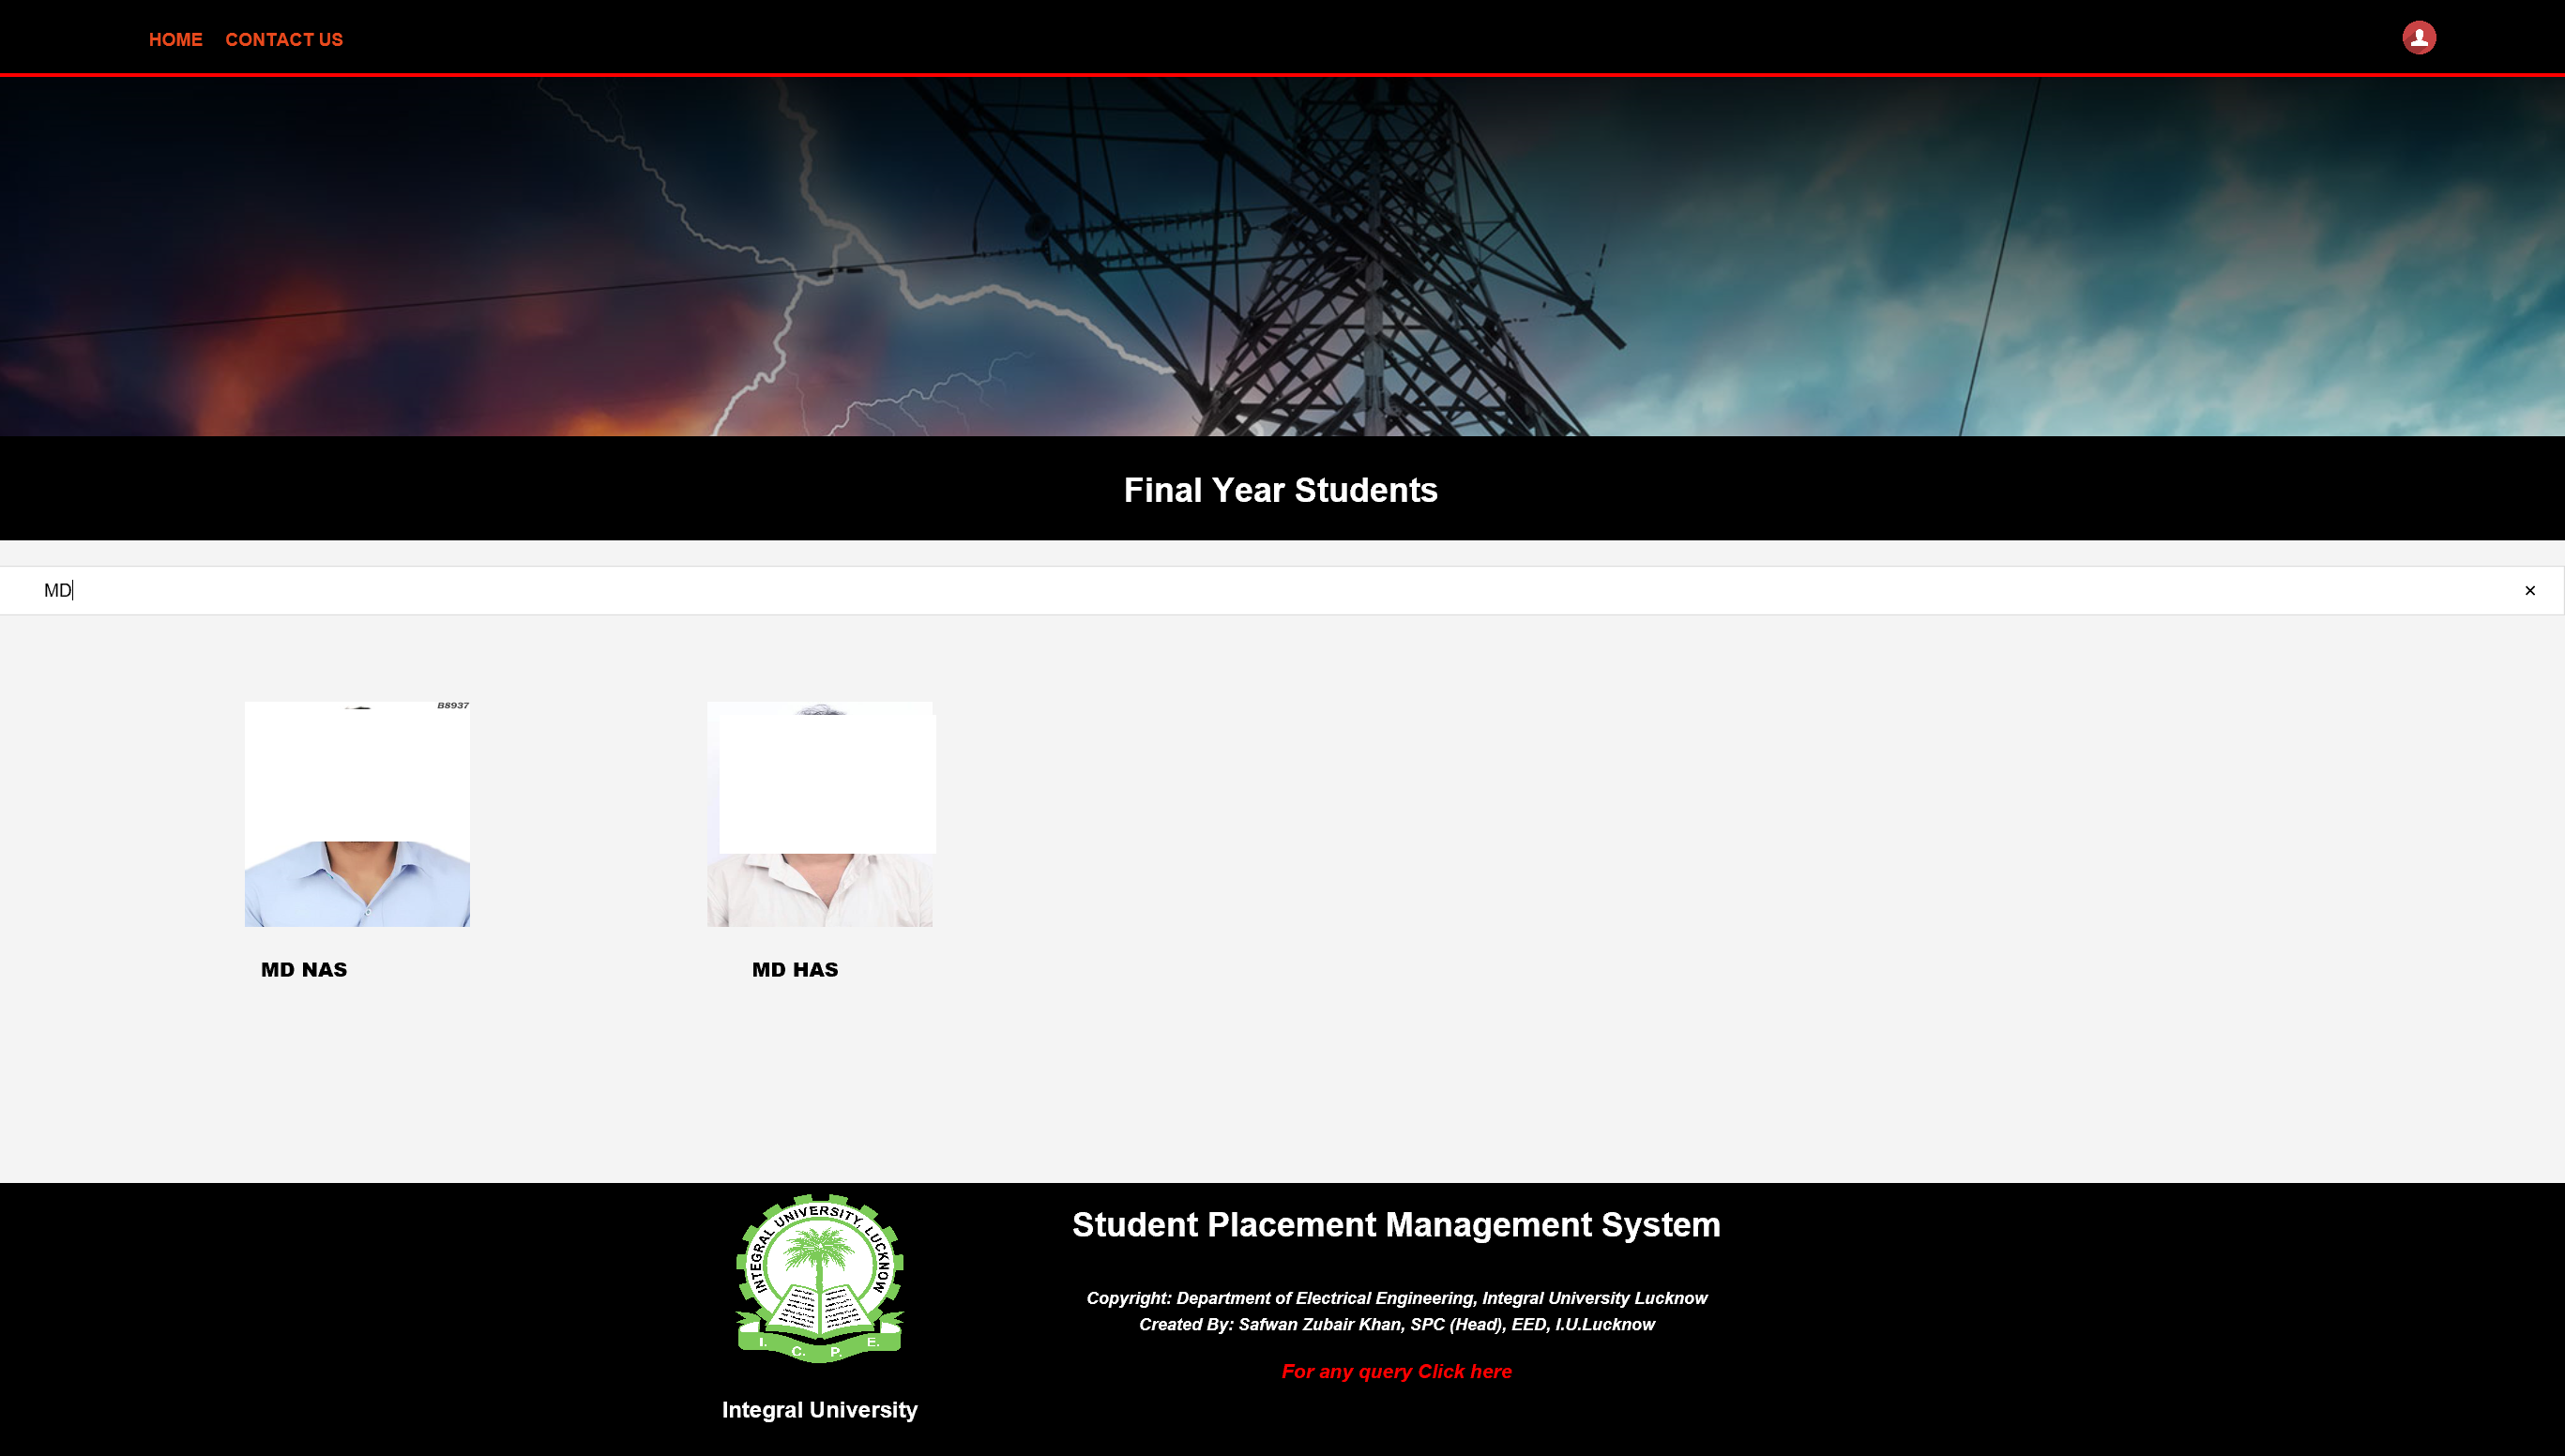 HOME CONTACT US
Final Year Students
MD
B8937
MD NAS
MD HAS
INTEGRAL UNIVERSITY, LUCKNOW
I. C. P. E.
Integral University
Student Placement Management System
Copyright: Department of Electrical Engineering, Integral University Lucknow
Created By: Safwan Zubair Khan, SPC (Head), EED, I.U.Lucknow
For any query Click here